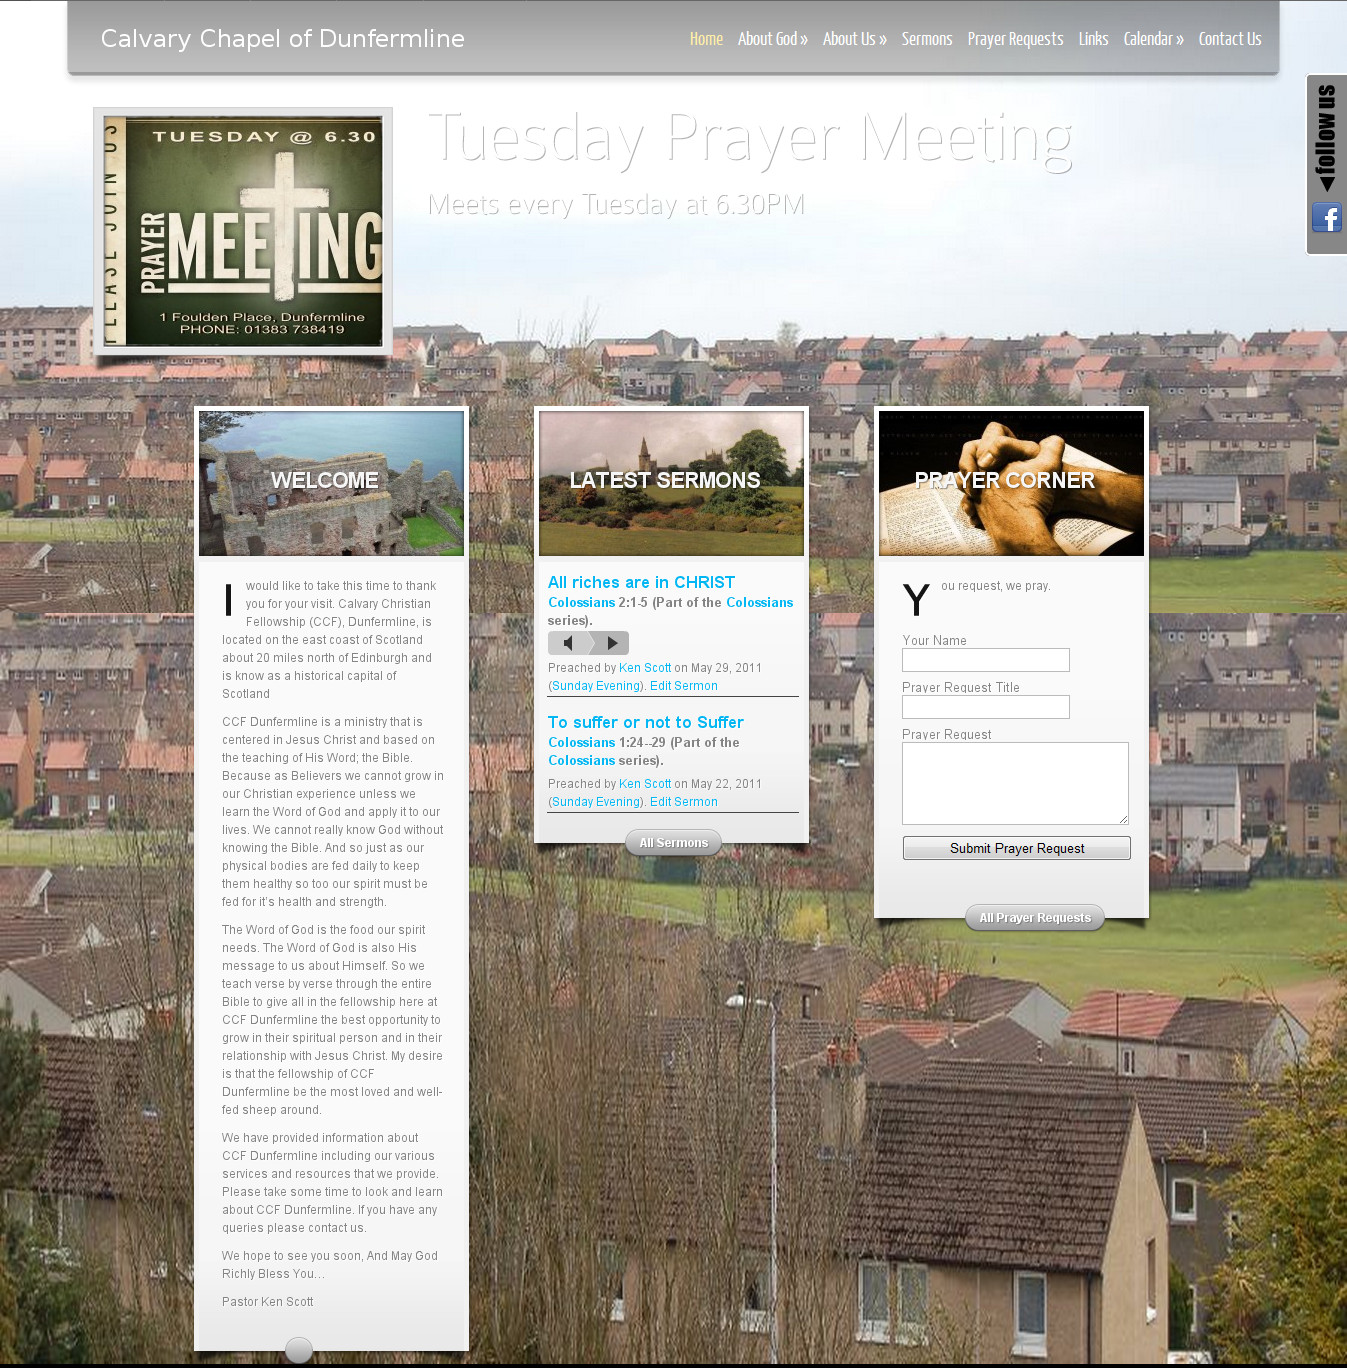 Calvary Chapel of Dunfermline
Home About God » About Us » Sermons Prayer Requests Links Calendar » Contact Us
follow us
f
PLEASE JOIN US
TUESDAY @ 6.30
PRAYER
MEETING
1 Foulden Place, Dunfermline
PHONE: 01383 738419
Tuesday Prayer Meeting
Meets every Tuesday at 6.30PM
WELCOME
I would like to take this time to thank
you for your visit. Calvary Christian
Fellowship (CCF), Dunfermline, is
located on the east coast of Scotland
about 20 miles north of Edinburgh and
is know as a historical capital of
Scotland
CCF Dunfermline is a ministry that is
centered in Jesus Christ and based on
the teaching of His Word; the Bible.
Because as Believers we cannot grow in
our Christian experience unless we
learn the Word of God and apply it to our
lives. We cannot really know God without
knowing the Bible. And so just as our
physical bodies are fed daily to keep
them healthy so too our spirit must be
fed for it's health and strength.
The Word of God is the food our spirit
needs. The Word of God is also His
message to us about Himself. So we
teach verse by verse through the entire
Bible to give all in the fellowship here at
CCF Dunfermline the best opportunity to
grow in their spiritual person and in their
relationship with Jesus Christ. My desire
is that the fellowship of CCF
Dunfermline be the most loved and well-
fed sheep around.
We have provided information about
CCF Dunfermline including our various
services and resources that we provide.
Please take some time to look and learn
about CCF Dunfermline. If you have any
queries please contact us.
We hope to see you soon, And May God
Richly Bless You...
Pastor Ken Scott
LATEST SERMONS
All riches are in CHRIST
Colossians 2:1-5 (Part of the Colossians
series).
Preached by Ken Scott on May 29, 2011
(Sunday Evening). Edit Sermon
To suffer or not to Suffer
Colossians 1:24--29 (Part of the
Colossians series).
Preached by Ken Scott on May 22, 2011
(Sunday Evening). Edit Sermon
All Sermons
PRAYER CORNER
You request, we pray.
Your Name
Prayer Request Title
Prayer Request
Submit Prayer Request
All Prayer Requests